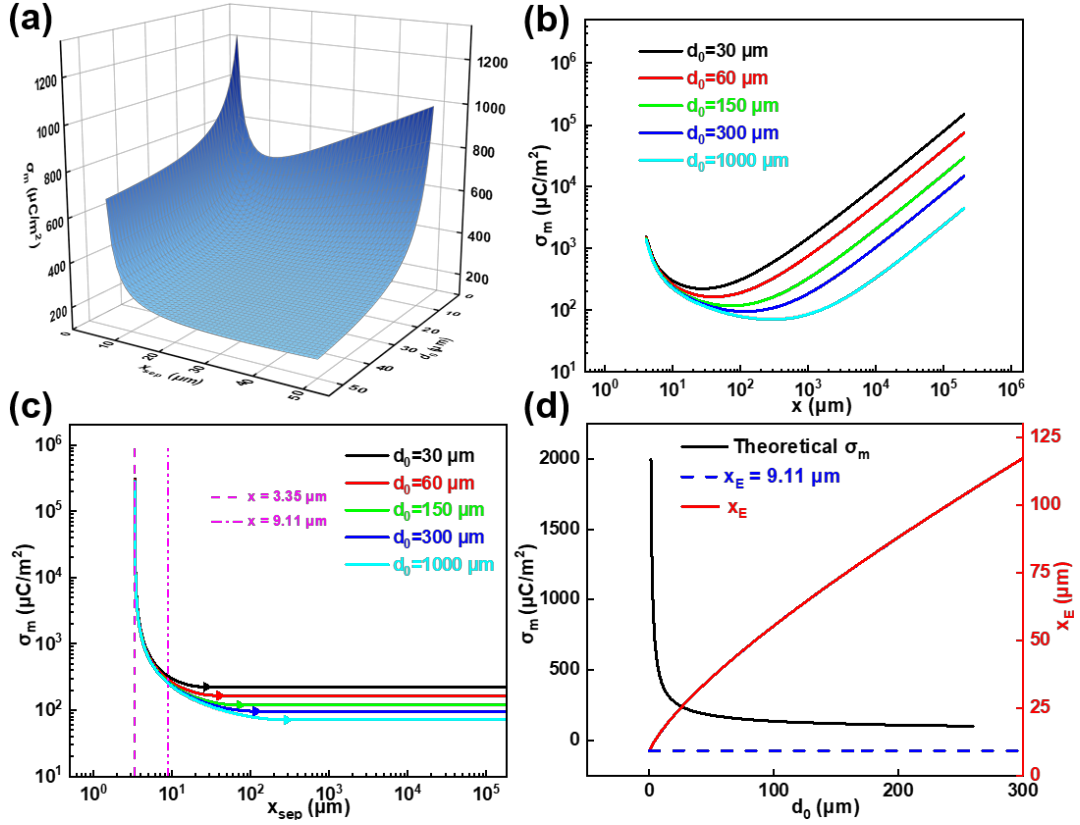 (a)
σm (μC/m²)
1200
1000
800
600
400
200
0
10
20
30
40
50
xsep (μm)
1200
1000
800
600
400
200
0
10
20
30
40
50
ds(μm)
(b)
d₀=30 μm
d₀=60 μm
d₀=150 μm
d₀=300 μm
d₀=1000 μm
σm (μC/m²)
10⁶
10⁵
10⁴
10³
10²
10¹
10⁰ 10¹ 10² 10³ 10⁴ 10⁵ 10⁶
x (μm)
(c)
x = 3.35 μm
x = 9.11 μm
d₀=30 μm
d₀=60 μm
d₀=150 μm
d₀=300 μm
d₀=1000 μm
σm (μC/m²)
10⁶
10⁵
10⁴
10³
10²
10¹
10⁰ 10¹ 10² 10³ 10⁴ 10⁵
xsep (μm)
(d)
Theoretical σm
xE = 9.11 μm
xE
σm (μC/m²)
2000
1500
1000
500
0
0 100 200 300
d₀ (μm)
125
100
75
50
25
0
xE (μm)